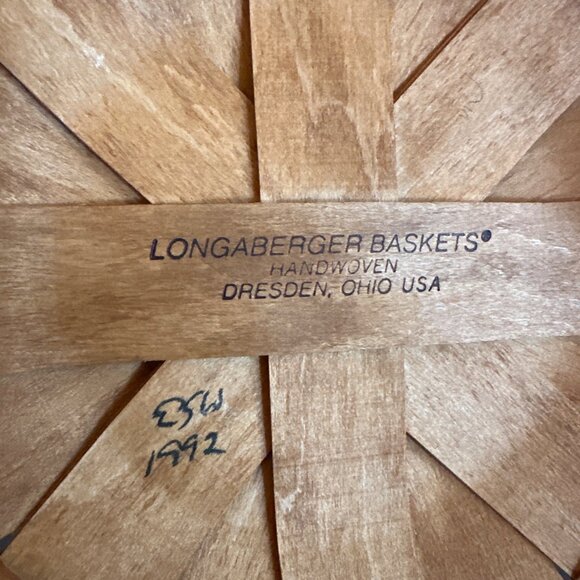 LONGABERGER BASKETS®
HANDWOVEN
DRESDEN, OHIO USA
ESW
1992